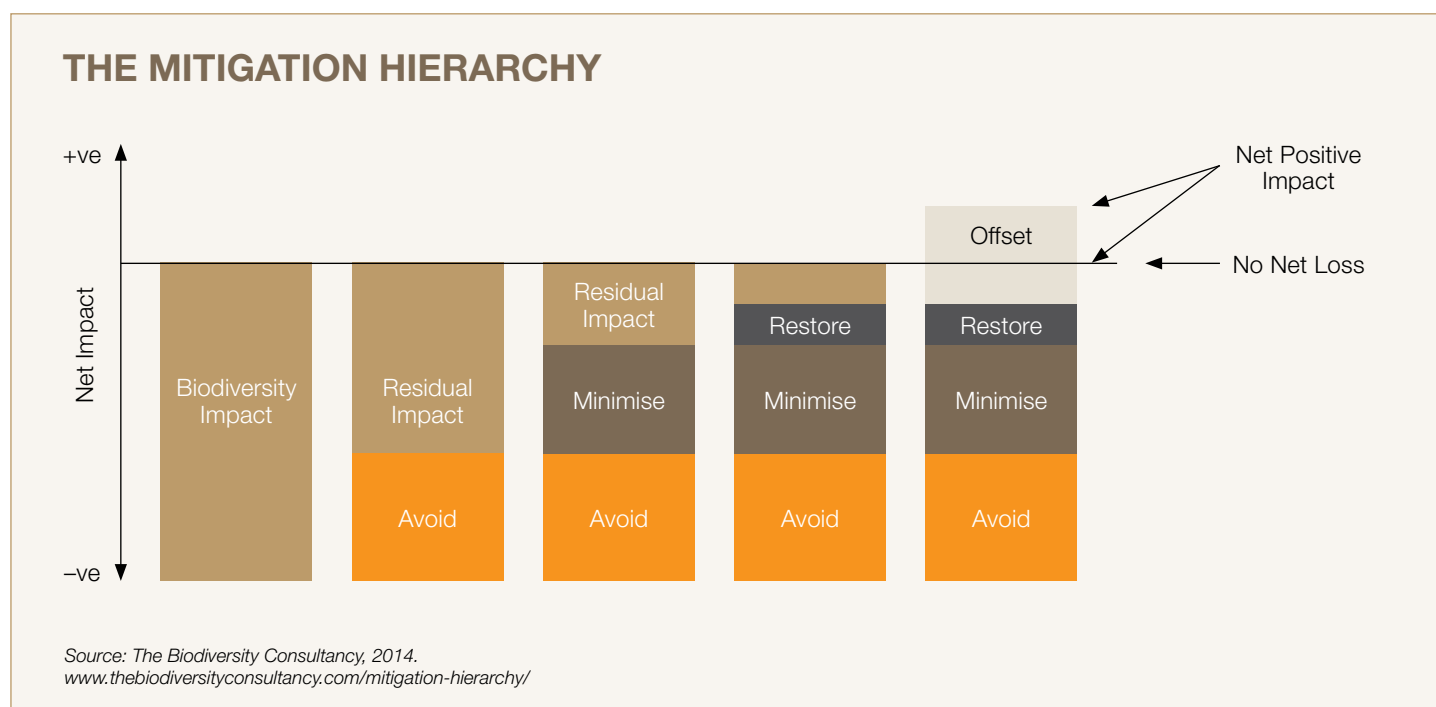 THE MITIGATION HIERARCHY
+ve
Net Impact
–ve
Biodiversity
Impact
Residual
Impact
Avoid
Residual
Impact
Minimise
Avoid
Restore
Minimise
Avoid
Offset
Restore
Minimise
Avoid
Net Positive
Impact
No Net Loss
Source: The Biodiversity Consultancy, 2014.
www.thebiodiversityconsultancy.com/mitigation-hierarchy/